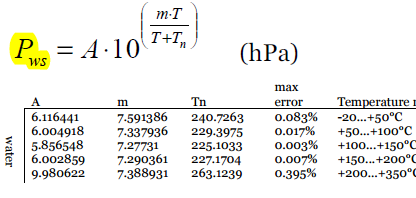 P_ws = A·10^(m·T / T+T_n) (hPa)
max
A m Tn error Temperature r
6.116441 7.591386 240.7263 0.083% -20...+50°C
6.004918 7.337936 229.3975 0.017% +50...+100°C
5.856548 7.27731 225.1033 0.003% +100...+150°C
6.002859 7.290361 227.1704 0.007% +150...+200°C
9.980622 7.388931 263.1239 0.395% +200...+350°C
water